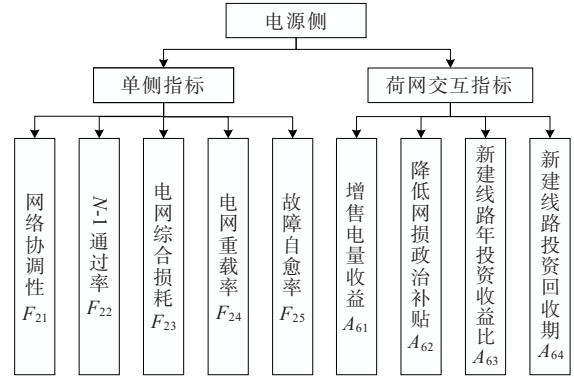 电源侧
单侧指标
荷网交互指标
网络协调性 F21
N-1通过率 F22
电网综合损耗 F23
电网重载率 F24
故障自愈率 F25
增售电量收益 A61
降低网损政治补贴 A62
新建线路年投资收益比 A63
新建线路投资回收期 A64